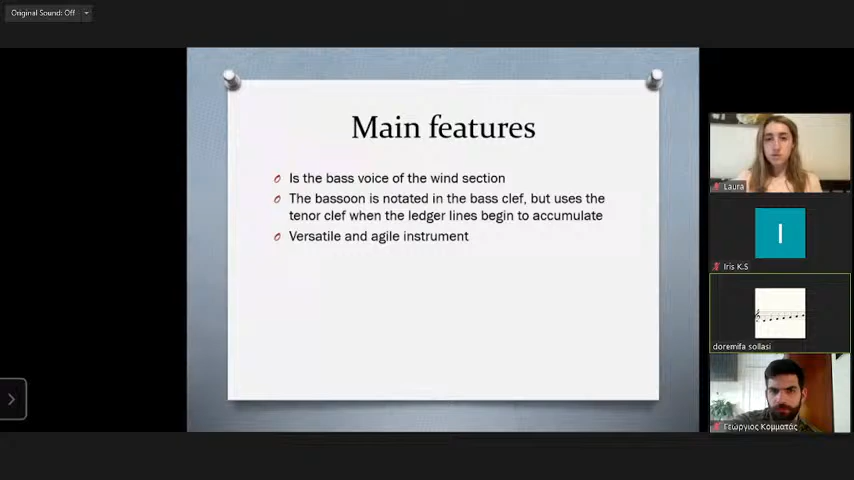 Original Sound: Off
Main features
Is the bass voice of the wind section
The bassoon is notated in the bass clef, but uses the
tenor clef when the ledger lines begin to accumulate
Versatile and agile instrument
Laura
I
Iris K.S
doremifa sollasi
Γεώργιος Κομματάς